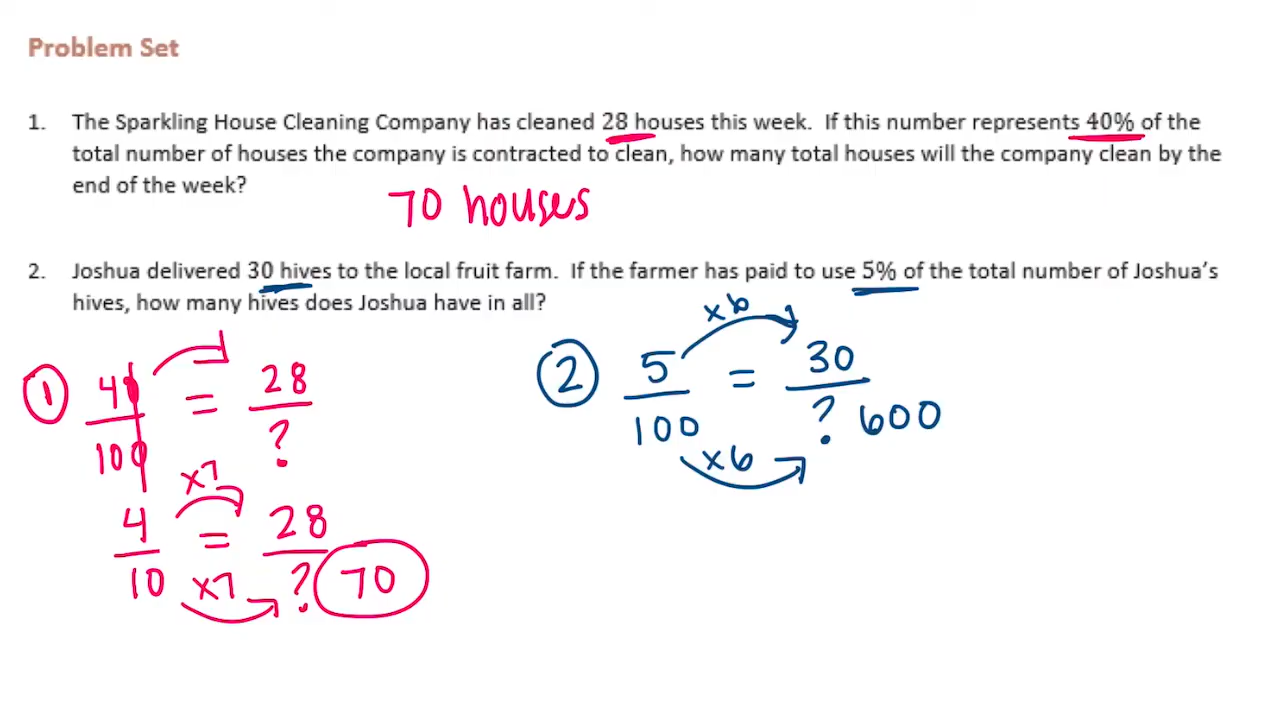 Problem Set
1. The Sparkling House Cleaning Company has cleaned 28 houses this week. If this number represents 40% of the
total number of houses the company is contracted to clean, how many total houses will the company clean by the
end of the week?
70 houses
2. Joshua delivered 30 hives to the local fruit farm. If the farmer has paid to use 5% of the total number of Joshua's
hives, how many hives does Joshua have in all?
1
40
100
=
28
?
4
10
x7
=
x7
28
?
70
2
5
100
x6
=
x6
30
?
600